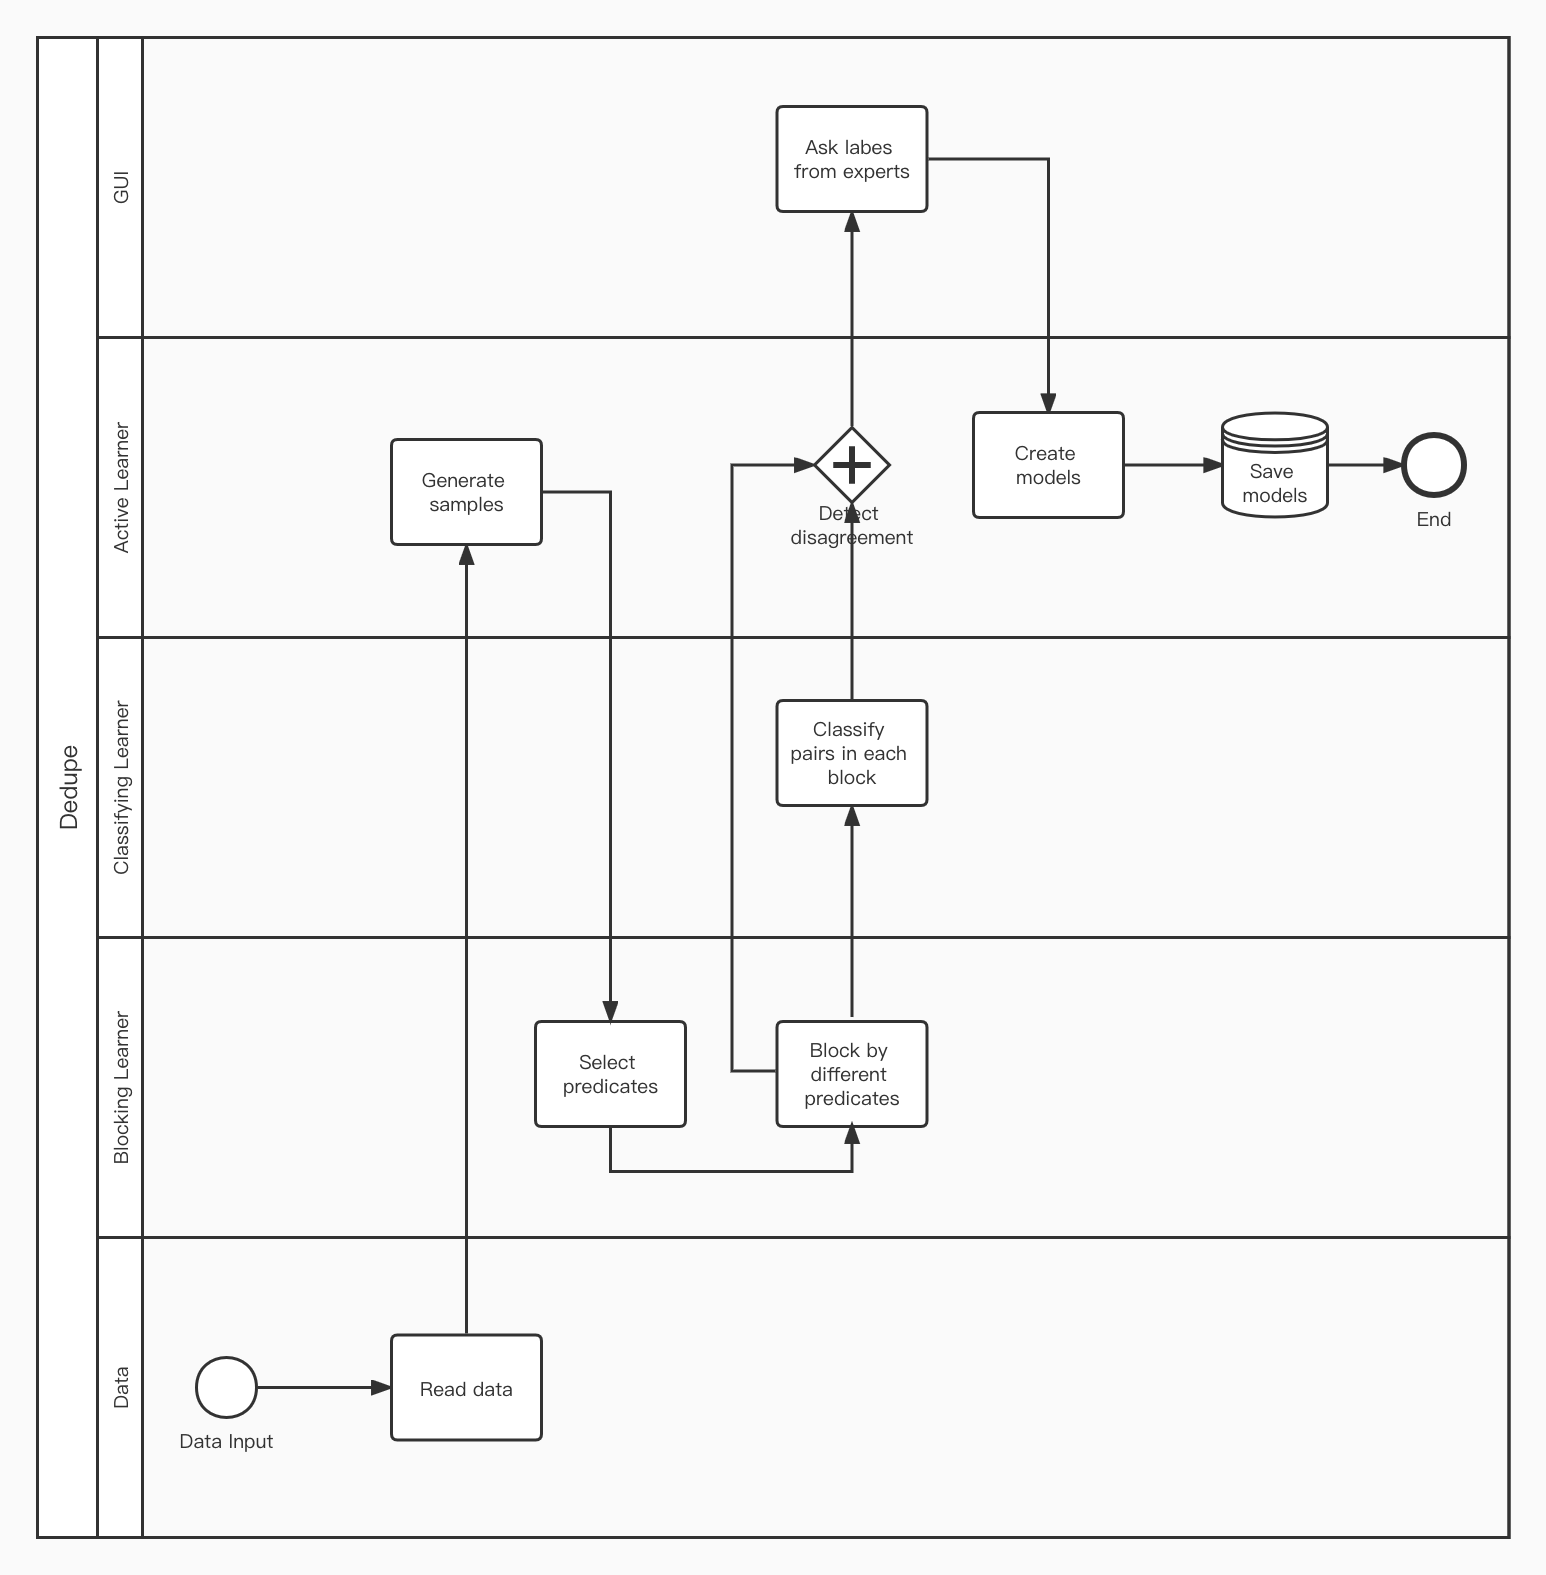 Dedupe
GUI
Ask labes
from experts
Active Learner
Generate
samples
Detect
disagreement
Create
models
Save
models
End
Classifying Learner
Classify
pairs in each
block
Blocking Learner
Select
predicates
Block by
different
predicates
Data
Data Input
Read data